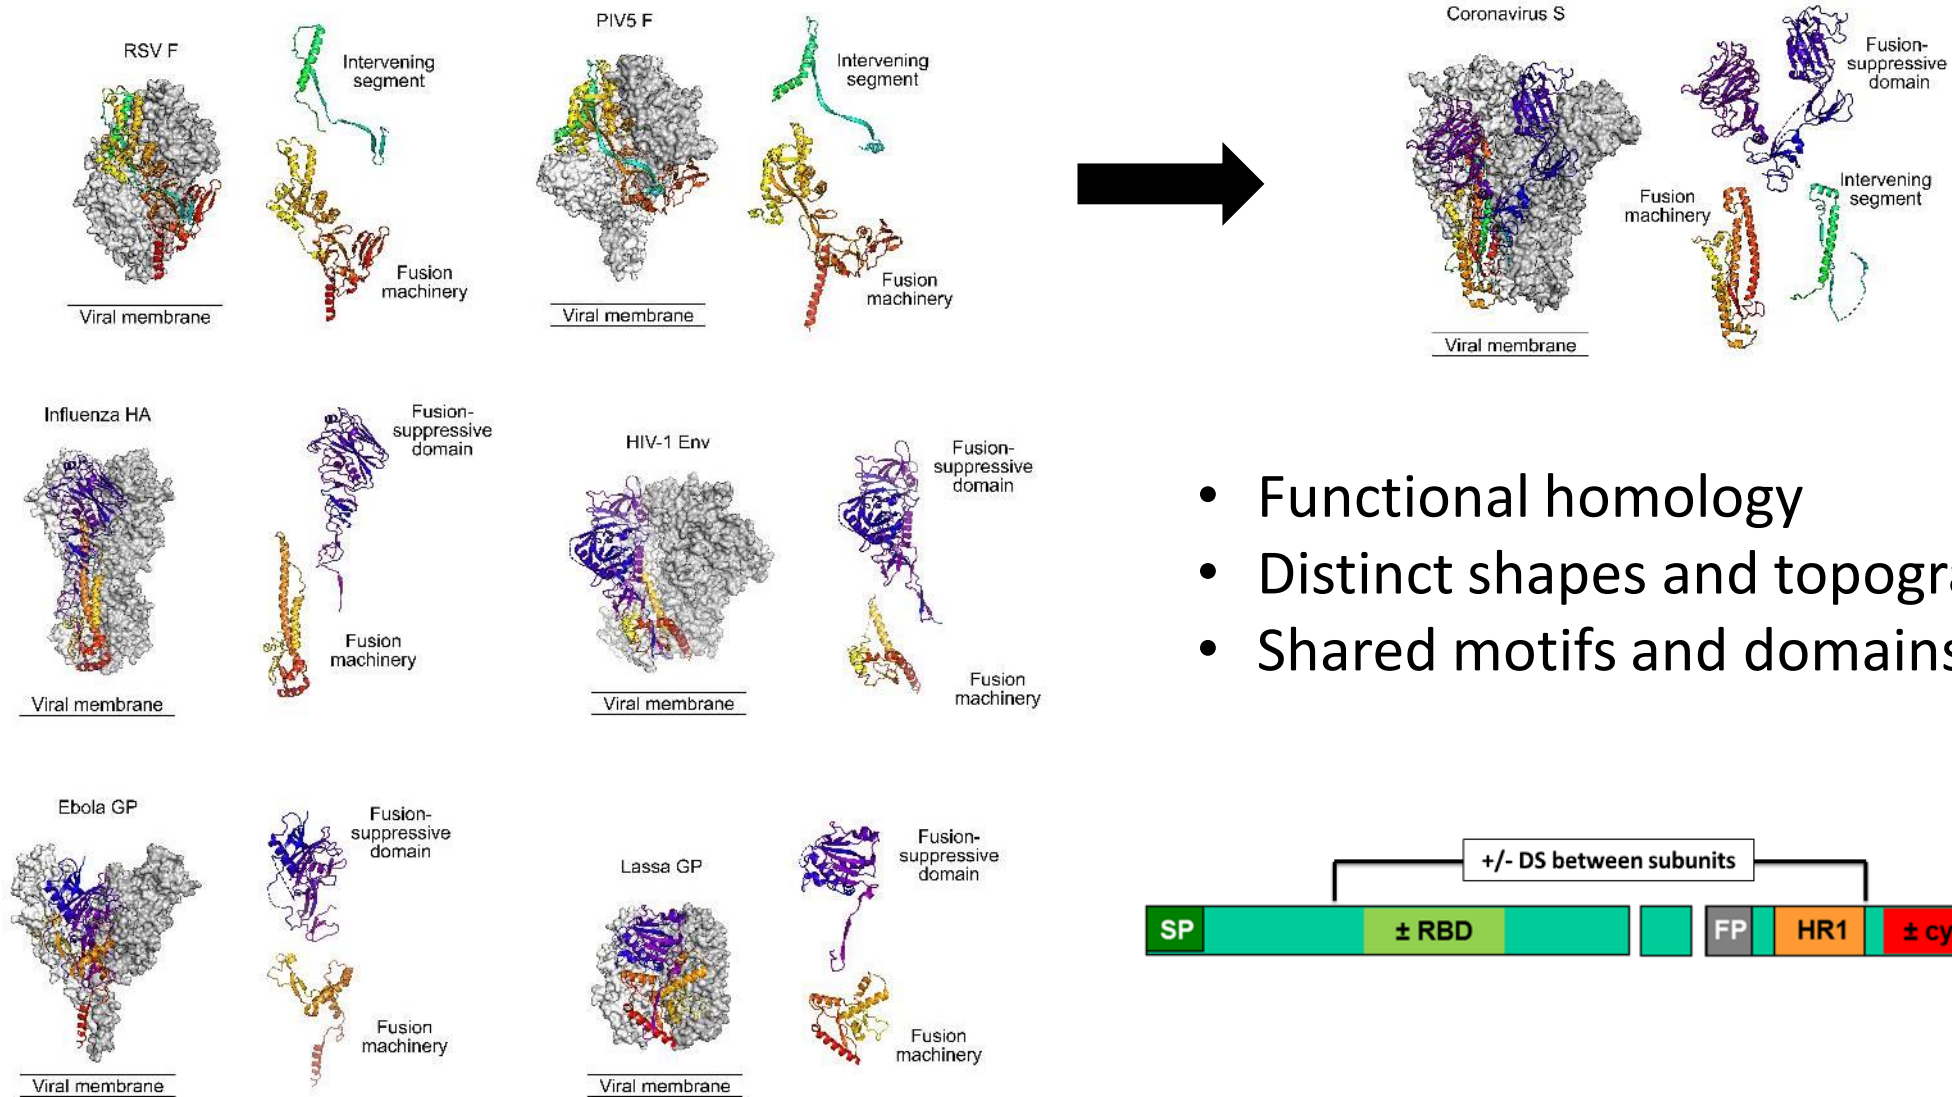 RSV F
Intervening
segment
Fusion
machinery
Viral membrane
PIV5 F
Intervening
segment
Fusion
machinery
Viral membrane
Coronavirus S
Fusion-
suppressive
domain
Intervening
segment
Fusion
machinery
Viral membrane
Influenza HA
Fusion-
suppressive
domain
Fusion
machinery
Viral membrane
HIV-1 Env
Fusion-
suppressive
domain
Fusion
machinery
Viral membrane
• Functional homology
• Distinct shapes and topogra
• Shared motifs and domains
Ebola GP
Fusion-
suppressive
domain
Fusion
machinery
Viral membrane
Lassa GP
Fusion-
suppressive
domain
Fusion
machinery
Viral membrane
+/- DS between subunits
SP ± RBD FP HR1 ± cy